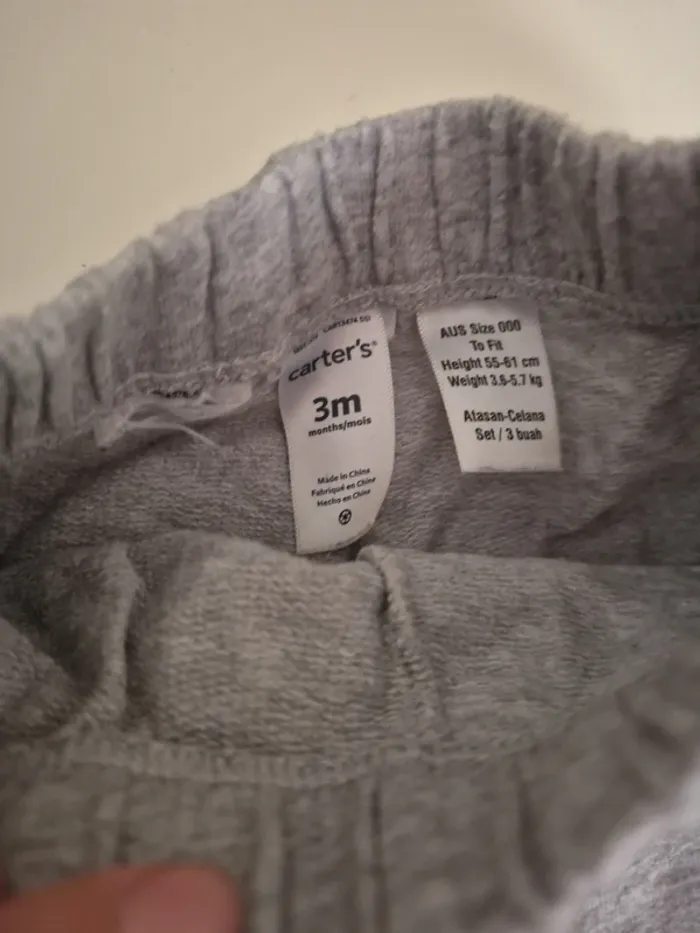 carter's®
3m
months/mois
Made in China
Fabriqué en Chine
Hecho en China
AUS Size 000
To Fit
Height 55-61 cm
Weight 3.6-5.7 kg
Atasan-Celana
Set / 3 buah